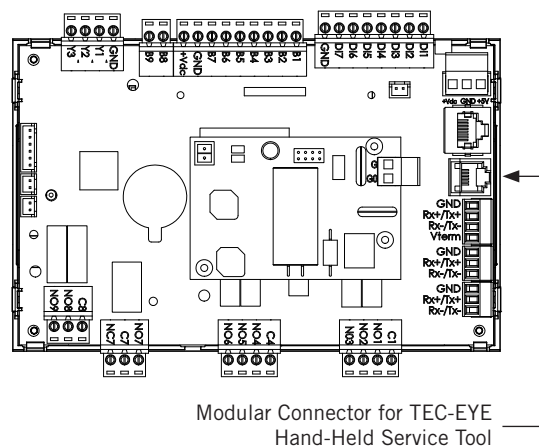 Y3 Y2 Y1 GND
B9 B8 +Vdc GND B7 B6 B5 B4 B3 B2 B1
GND DI7 DI6 DI5 DI4 DI3 DI2 DI1
+Vdc GND +5V
G
G0
GND
Rx+/Tx+
Rx-/Tx-
Vterm
GND
Rx+/Tx+
Rx-/Tx-
GND
Rx+/Tx+
Rx-/Tx-
NO9 NO8 C8
NC7 C7 NO7
NO6 NO5 NO4 C4
NO3 NO2 NO1 C1
Modular Connector for TEC-EYE
Hand-Held Service Tool